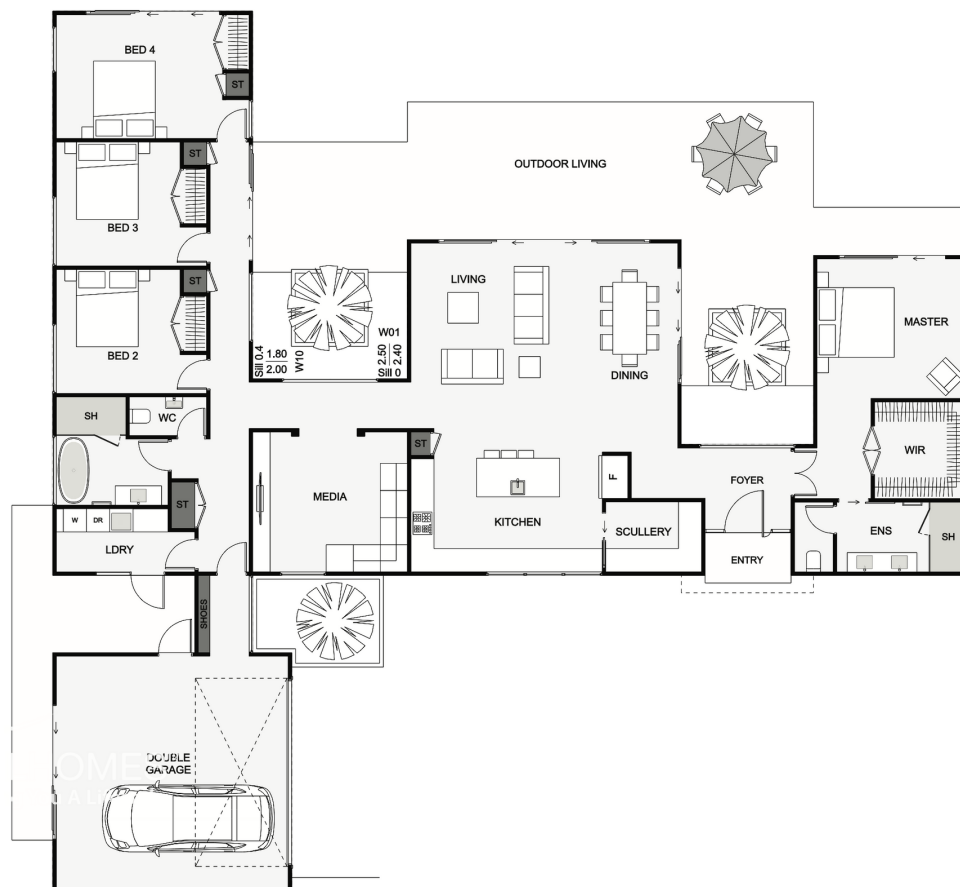 BED 4
ST
OUTDOOR LIVING
ST
BED 3
LIVING
ST
MASTER
BED 2
Sill 0.4
1.80
2.00
W10
W01
2.50
2.40
Sill 0
DINING
SH
WC
ST
WIR
MEDIA
FOYER
F
ST
KITCHEN
SCULLERY
ENS
SH
W
DR
LDRY
ENTRY
SHOES
DOUBLE
GARAGE